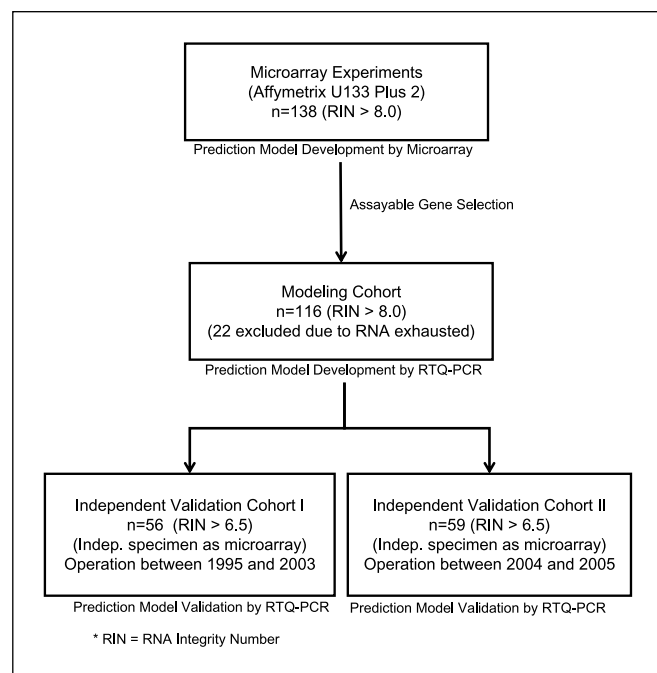 Microarray Experiments
(Affymetrix U133 Plus 2)
n=138 (RIN > 8.0)
Prediction Model Development by Microarray
Assayable Gene Selection
Modeling Cohort
n=116 (RIN > 8.0)
(22 excluded due to RNA exhausted)
Prediction Model Development by RTQ-PCR
Independent Validation Cohort I
n=56 (RIN > 6.5)
(Indep. specimen as microarray)
Operation between 1995 and 2003
Prediction Model Validation by RTQ-PCR
Independent Validation Cohort II
n=59 (RIN > 6.5)
(Indep. specimen as microarray)
Operation between 2004 and 2005
Prediction Model Validation by RTQ-PCR
* RIN = RNA Integrity Number